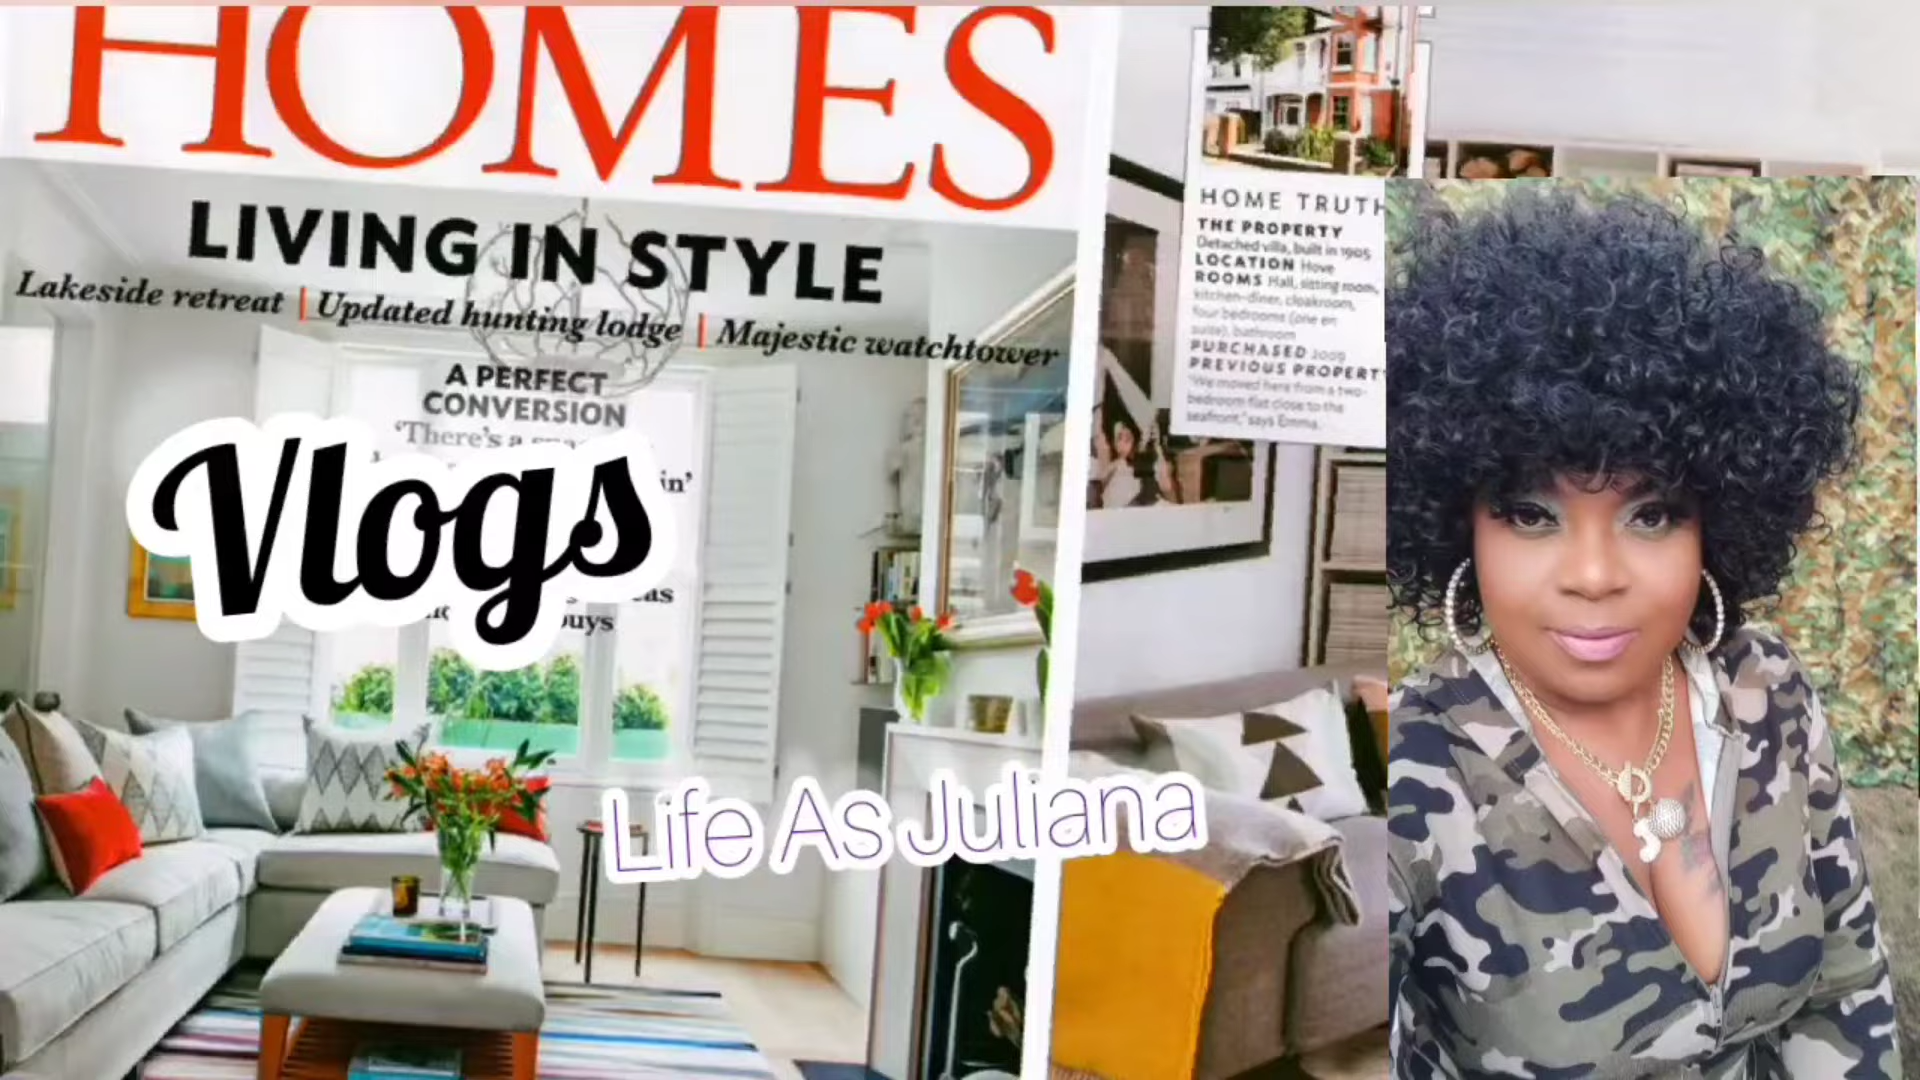 HOMES
LIVING IN STYLE
Lakeside retreat | Updated hunting lodge | Majestic watchtower
A PERFECT
CONVERSION
‘There’s a
in’
Vlogs
Life As Juliana
HOME TRUTH
THE PROPERTY
Detached villa, built in 1905
LOCATION Hove
ROOMS Hall, sitting room,
kitchen-diner, cloakroom,
four bedrooms (one en
suite), bathroom
PURCHASED 2009
PREVIOUS PROPERTY
"We moved here from a two-
bedroom flat close to the
seafront," says Emma.